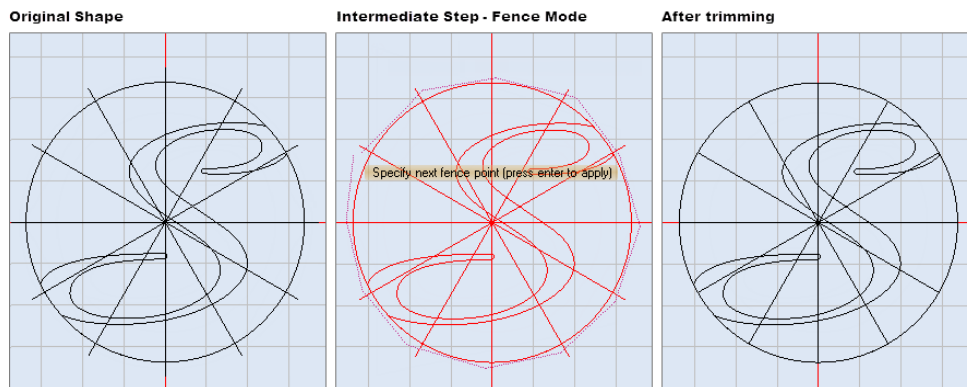 Original Shape
Intermediate Step - Fence Mode
After trimming
Specify next fence point (press enter to apply)